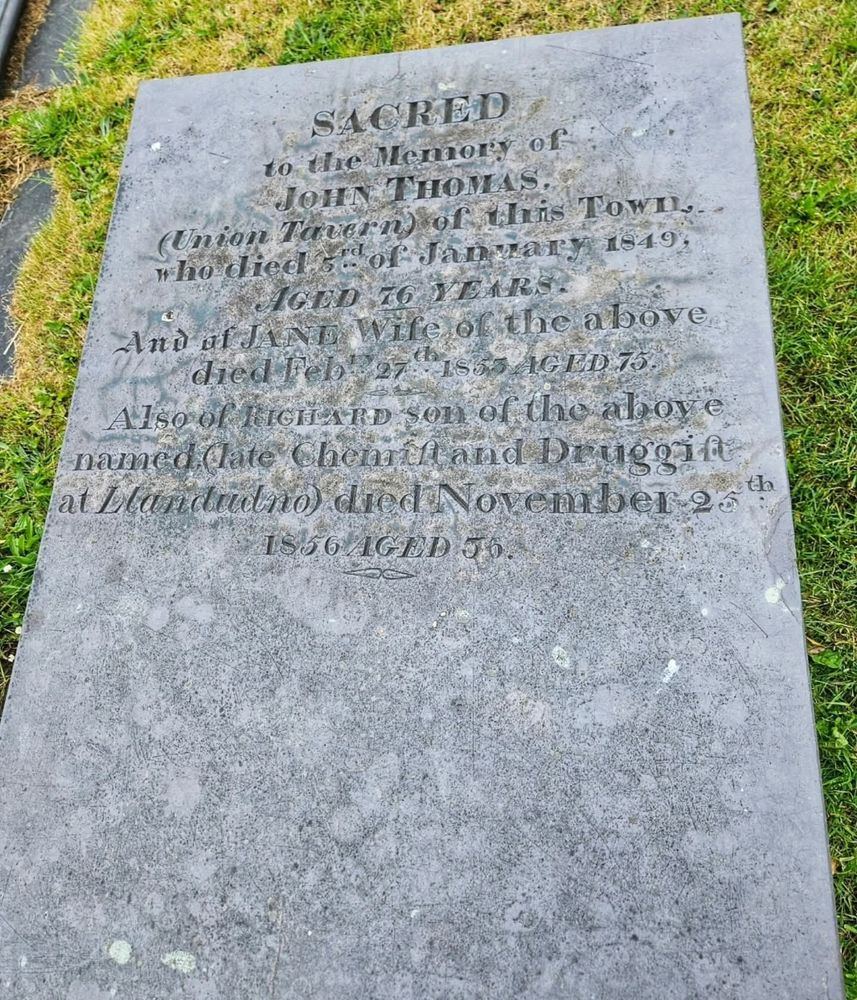 SACRED
to the Memory of
JOHN THOMAS,
(Union Tavern) of this Town,
who died 3rd of January 1849,
AGED 76 YEARS.
And of JANE Wife of the above
died Feb.ry 27th 1853 AGED 75.
Also of RICHARD son of the above
named, (late Chemiſt and Druggiſt
at Llandudno) died November 25th
1856 AGED 36.